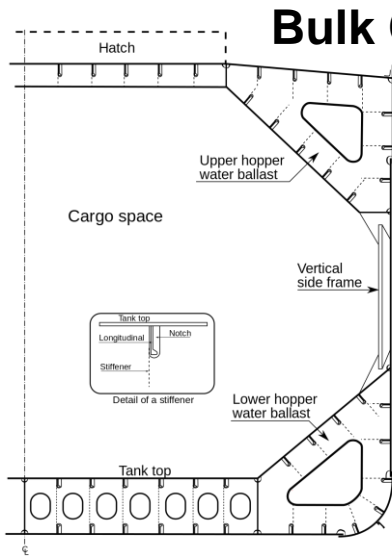 Bulk
Hatch
Upper hopper
water ballast
Cargo space
Vertical
side frame
Tank top
Longitudinal
Notch
Stiffener
Detail of a stiffener
Lower hopper
water ballast
Tank top